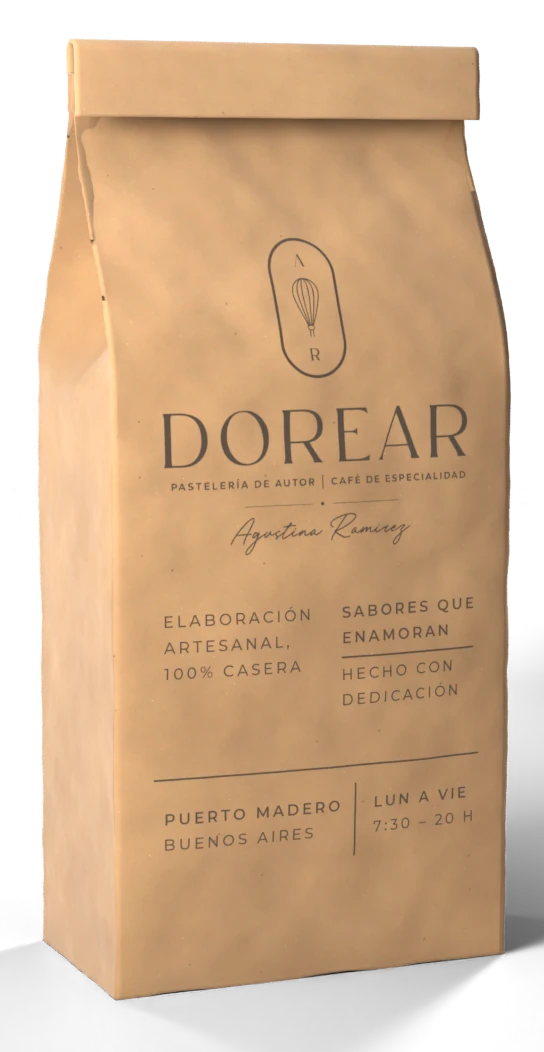 A
R
DOREAR
PASTELERÍA DE AUTOR | CAFÉ DE ESPECIALIDAD
Agustina Ramirez
ELABORACIÓN
ARTESANAL,
100% CASERA
SABORES QUE
ENAMORAN
HECHO CON
DEDICACIÓN
PUERTO MADERO
BUENOS AIRES
LUN A VIE
7:30 – 20 H